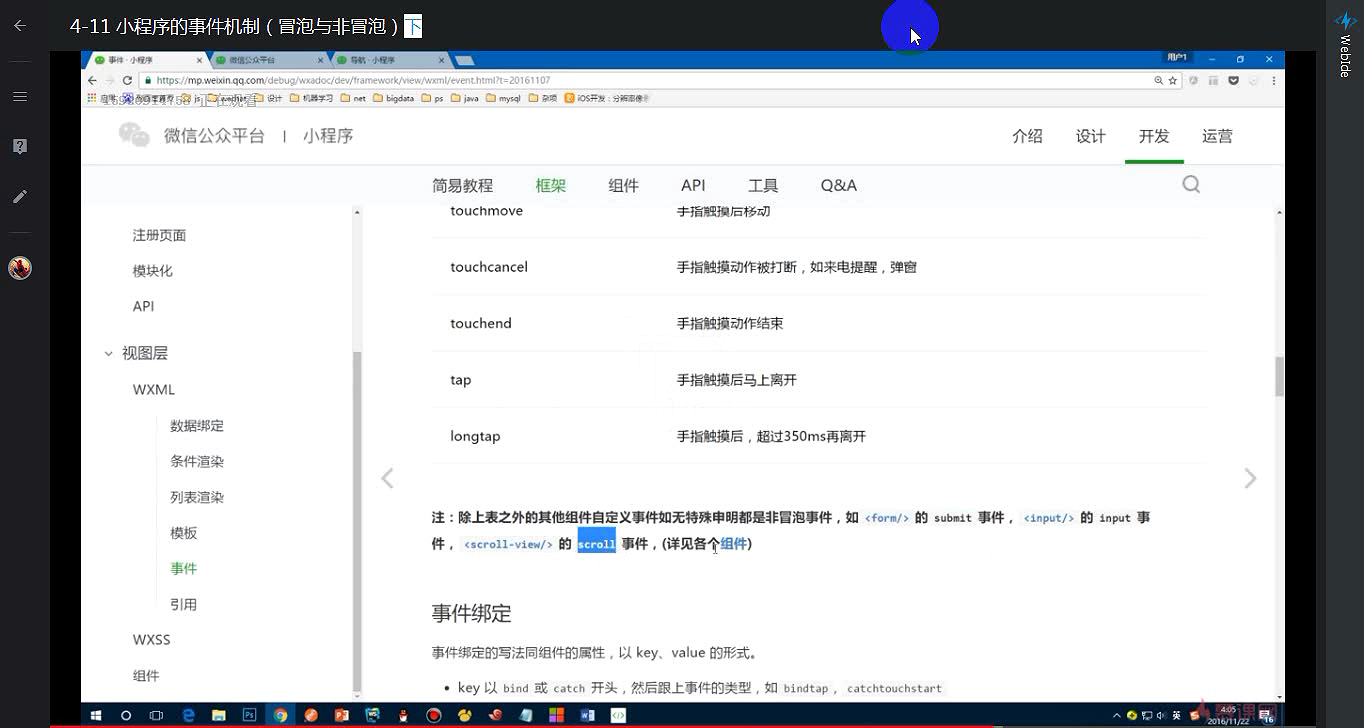 4-11 小程序的事件机制（冒泡与非冒泡）下
WebIde
事件 · 小程序
微信公众平台
导航 · 小程序
用户1
https://mp.weixin.qq.com/debug/wxadoc/dev/framework/view/wxml/event.html?t=20161107
应用
js
设计
机器学习
net
bigdata
ps
java
mysql
杂项
iOS开发：分辨率像
正在观看
微信公众平台 | 小程序
介绍
设计
开发
运营
简易教程
框架
组件
API
工具
Q&A
注册页面
模块化
API
视图层
WXML
数据绑定
条件渲染
列表渲染
模板
事件
引用
WXSS
组件
touchmove 手指触摸后移动
touchcancel 手指触摸动作被打断，如来电提醒，弹窗
touchend 手指触摸动作结束
tap 手指触摸后马上离开
longtap 手指触摸后，超过350ms再离开
注：除上表之外的其他组件自定义事件如无特殊申明都是非冒泡事件，如 <form/> 的 submit 事件， <input/> 的 input 事
件， <scroll-view/> 的 scroll 事件，(详见各个组件)
事件绑定
事件绑定的写法同组件的属性，以 key、value 的形式。
• key 以 bind 或 catch 开头，然后跟上事件的类型，如 bindtap， catchtouchstart
英
4:05
2016/11/22
16
慕课网